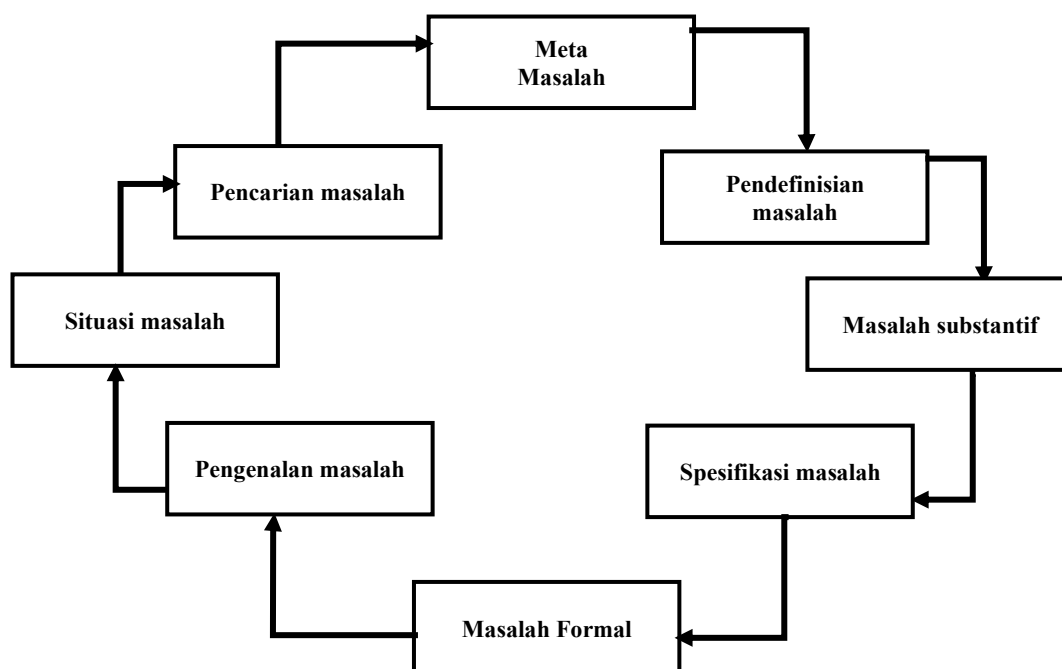 Meta
Masalah
Pencarian masalah
Pendefinisian
masalah
Situasi masalah
Masalah substantif
Pengenalan masalah
Spesifikasi masalah
Masalah Formal